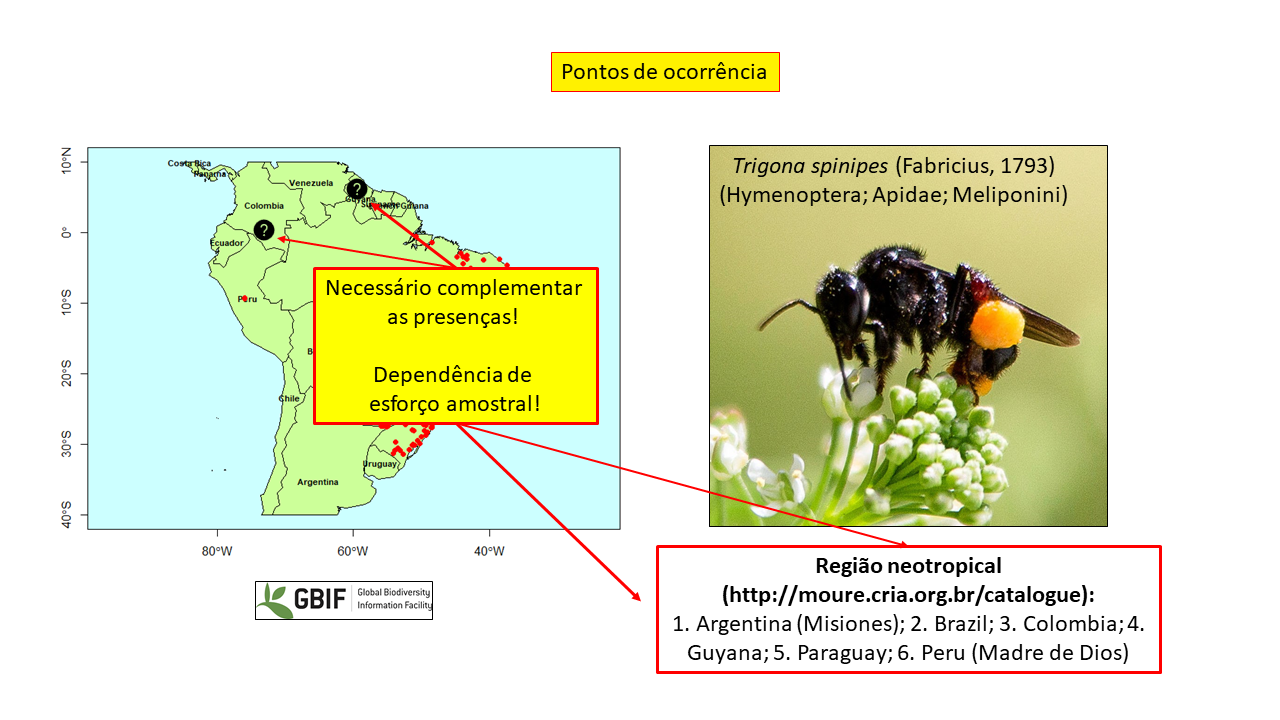 Pontos de ocorrência
10°N
0°
10°S
20°S
30°S
40°S
80°W
60°W
40°W
Costa Rica
Panama
Venezuela
Guyana
Colombia
Ecuador
Peru
Chile
Uruguay
Argentina
?
?
Necessário complementar
as presenças!
Dependência de
esforço amostral!
GBIF
Global Biodiversity
Information Facility
Trigona spinipes (Fabricius, 1793)
(Hymenoptera; Apidae; Meliponini)
Região neotropical
(http://moure.cria.org.br/catalogue):
1. Argentina (Misiones); 2. Brazil; 3. Colombia; 4.
Guyana; 5. Paraguay; 6. Peru (Madre de Dios)